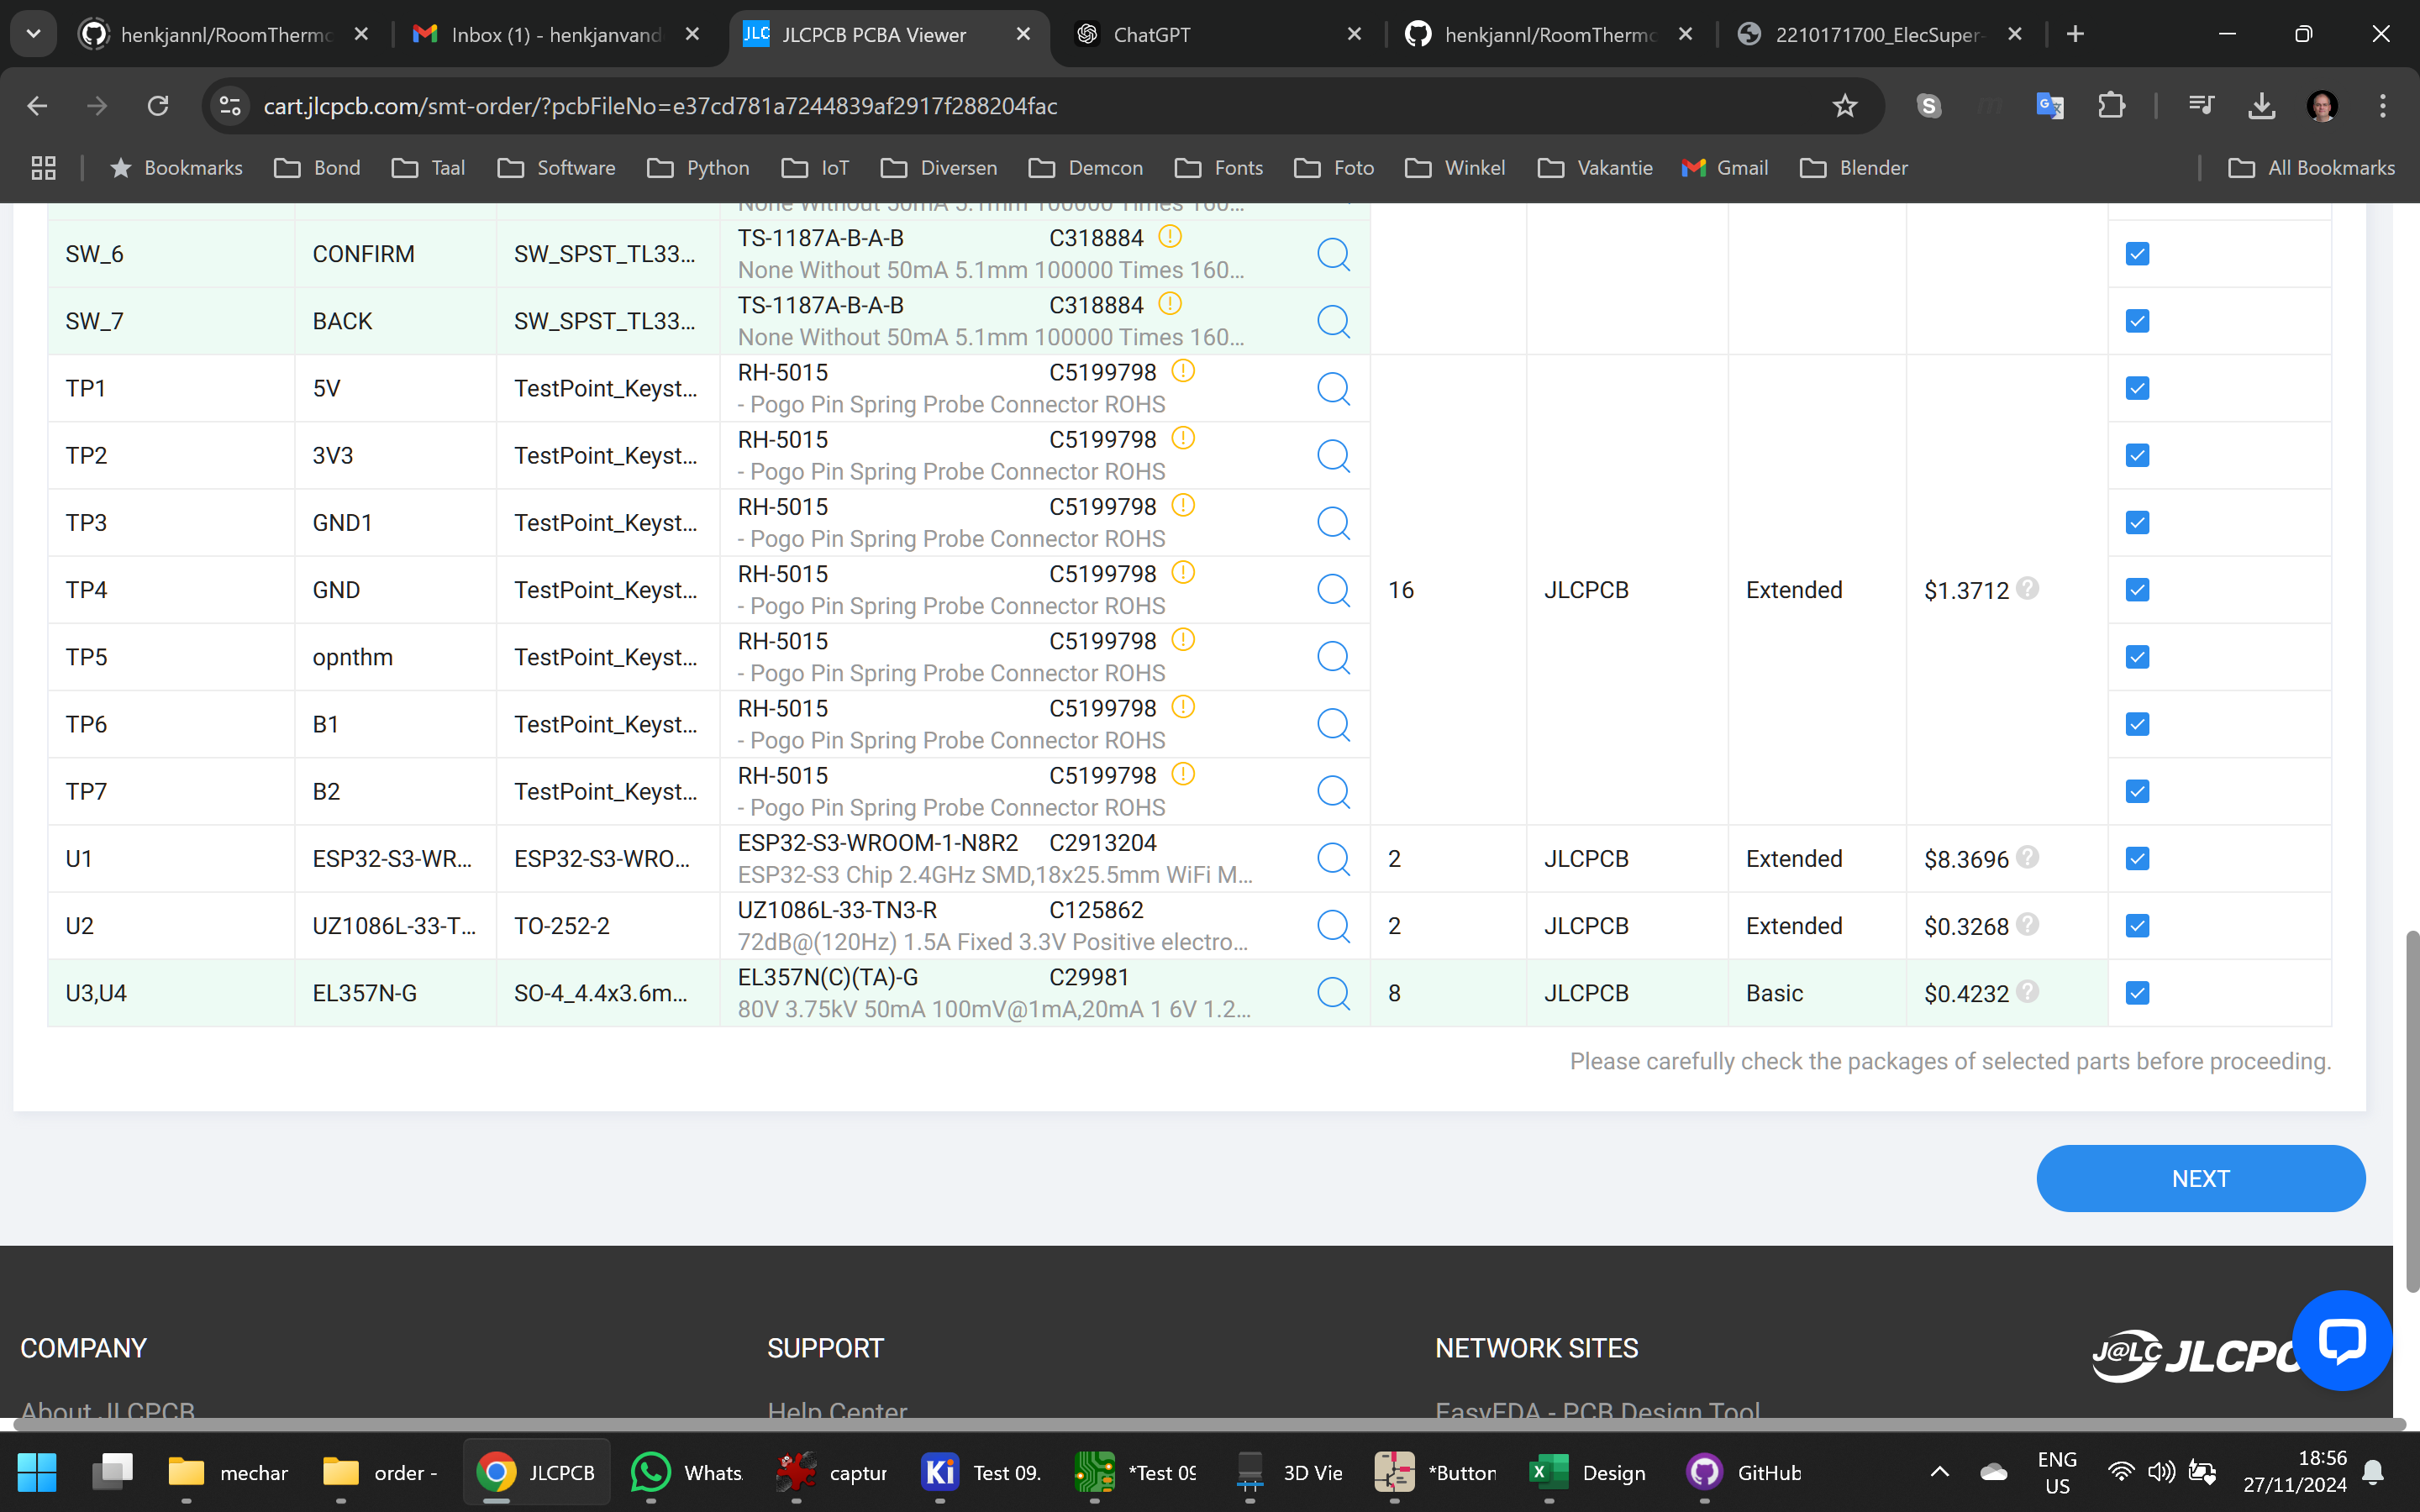 henkjannl/RoomThermo
Inbox (1) - henkjanvand
JLC JLCPCB PCBA Viewer
ChatGPT
henkjannl/RoomThermo
2210171700_ElecSuper-
cart.jlcpcb.com/smt-order/?pcbFileNo=e37cd781a7244839af2917f288204fac
Bookmarks Bond Taal Software Python IoT Diversen Demcon Fonts Foto Winkel Vakantie Gmail Blender All Bookmarks
None Without 50mA 5.1mm 100000 Times 160...
SW_6 CONFIRM SW_SPST_TL33... TS-1187A-B-A-B C318884
None Without 50mA 5.1mm 100000 Times 160...
SW_7 BACK SW_SPST_TL33... TS-1187A-B-A-B C318884
None Without 50mA 5.1mm 100000 Times 160...
TP1 5V TestPoint_Keyst... RH-5015 C5199798
- Pogo Pin Spring Probe Connector ROHS
TP2 3V3 TestPoint_Keyst... RH-5015 C5199798
- Pogo Pin Spring Probe Connector ROHS
TP3 GND1 TestPoint_Keyst... RH-5015 C5199798
- Pogo Pin Spring Probe Connector ROHS
TP4 GND TestPoint_Keyst... RH-5015 C5199798 16 JLCPCB Extended $1.3712
- Pogo Pin Spring Probe Connector ROHS
TP5 opnthm TestPoint_Keyst... RH-5015 C5199798
- Pogo Pin Spring Probe Connector ROHS
TP6 B1 TestPoint_Keyst... RH-5015 C5199798
- Pogo Pin Spring Probe Connector ROHS
TP7 B2 TestPoint_Keyst... RH-5015 C5199798
- Pogo Pin Spring Probe Connector ROHS
U1 ESP32-S3-WR... ESP32-S3-WRO... ESP32-S3-WROOM-1-N8R2 C2913204 2 JLCPCB Extended $8.3696
ESP32-S3 Chip 2.4GHz SMD,18x25.5mm WiFi M...
U2 UZ1086L-33-T... TO-252-2 UZ1086L-33-TN3-R C125862 2 JLCPCB Extended $0.3268
72dB@(120Hz) 1.5A Fixed 3.3V Positive electro...
U3,U4 EL357N-G SO-4_4.4x3.6m... EL357N(C)(TA)-G C29981 8 JLCPCB Basic $0.4232
80V 3.75kV 50mA 100mV@1mA,20mA 1 6V 1.2...
Please carefully check the packages of selected parts before proceeding.
NEXT
COMPANY SUPPORT NETWORK SITES
J@LC JLCPC
About JLCPCB Help Center EasyEDA - PCB Design Tool
mechar order - JLCPCB Whats captur Ki Test 09. *Test 09 3D Vie *Button Design GitHub
ENG
US
18:56
27/11/2024